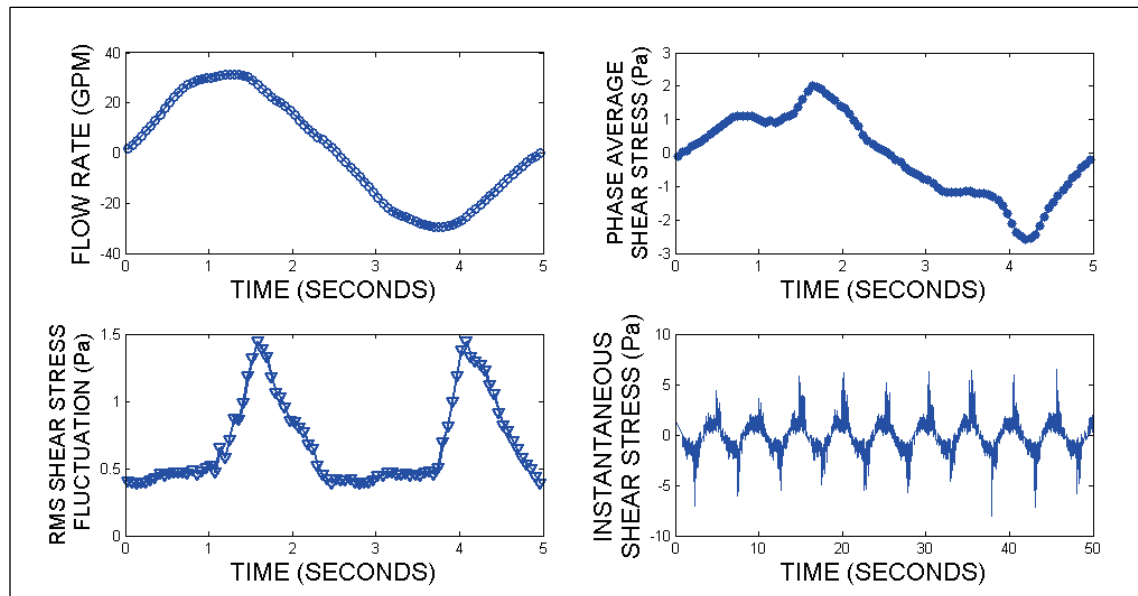 40
20
0
-20
-40
FLOW RATE (GPM)
0 1 2 3 4 5
TIME (SECONDS)
3
2
1
0
-1
-2
-3
PHASE AVERAGE
SHEAR STRESS (Pa)
0 1 2 3 4 5
TIME (SECONDS)
1.5
1
0.5
0
RMS SHEAR STRESS
FLUCTUATION (Pa)
0 1 2 3 4 5
TIME (SECONDS)
10
5
0
-5
-10
INSTANTANEOUS
SHEAR STRESS (Pa)
0 10 20 30 40 50
TIME (SECONDS)